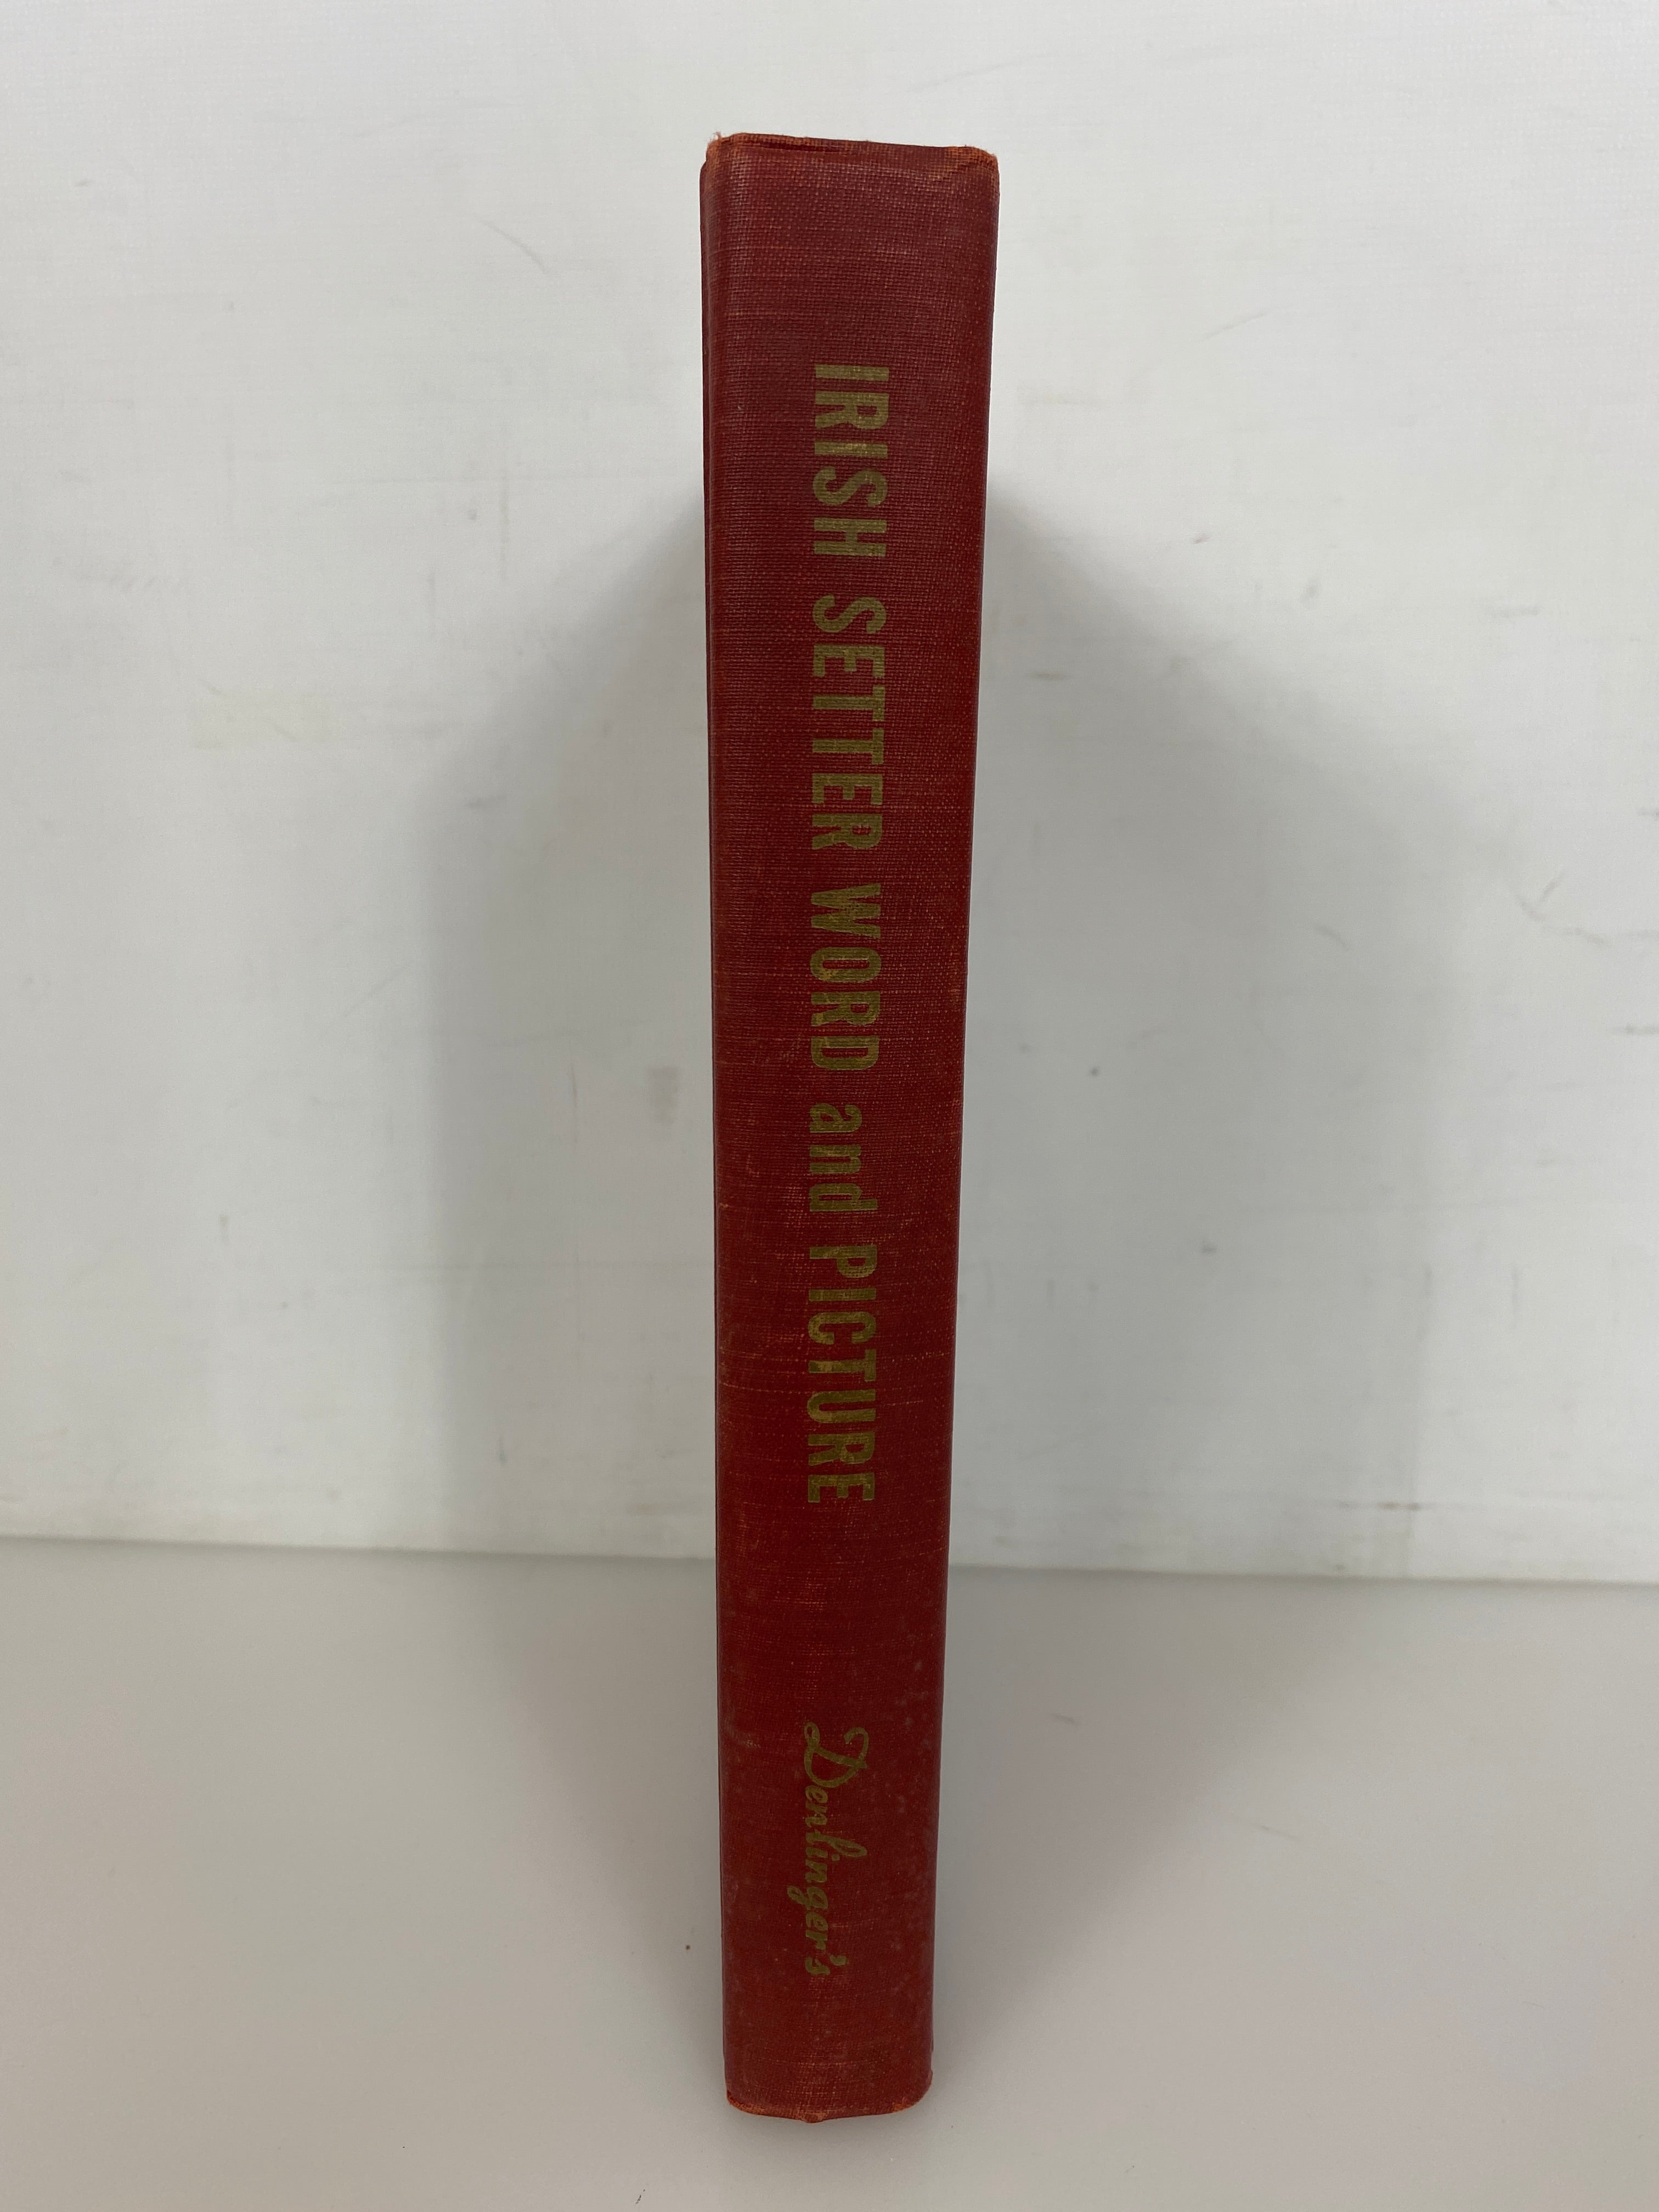 IRISH SETTER WORD and PICTURE
Denlinger's